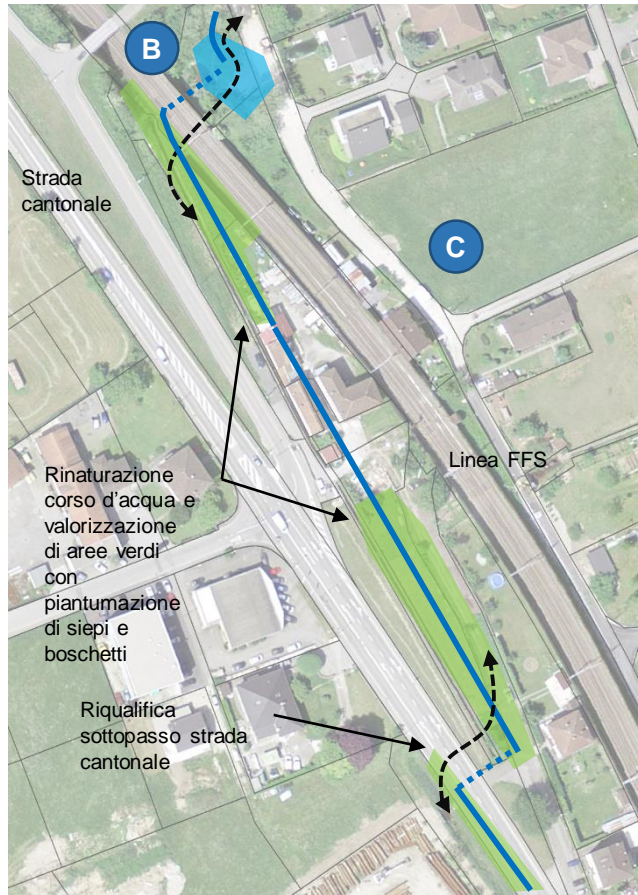 B
Strada
cantonale
C
Linea FFS
Rinaturazione
corso d'acqua e
valorizzazione
di aree verdi
con
piantumazione
di siepi e
boschetti
Riqualifica
sottopasso strada
cantonale